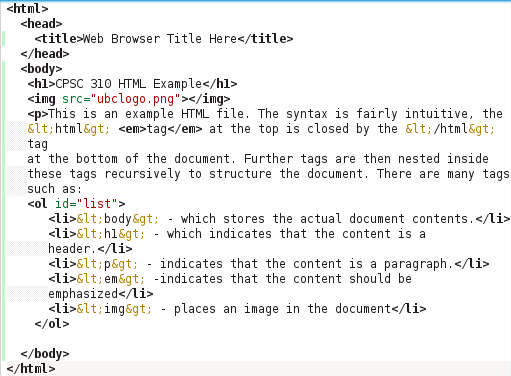 <html>
<head>
<title>Web Browser Title Here</title>
</head>
<body>
<h1>CPSC 310 HTML Example</h1>
<img src="ubclogo.png"></img>
<p>This is an example HTML file. The syntax is fairly intuitive, the
&lt;html&gt; <em>tag</em> at the top is closed by the &lt;/html&gt;
tag
at the bottom of the document. Further tags are then nested inside
these tags recursively to structure the document. There are many tags
such as:
<ol id="list">
<li>&lt;body&gt; - which stores the actual document contents.</li>
<li>&lt;h1&gt; - which indicates that the content is a
header.</li>
<li>&lt;p&gt; - indicates that the content is a paragraph.</li>
<li>&lt;em&gt; -indicates that the content should be
emphasized</li>
<li>&lt;img&gt; - places an image in the document</li>
</ol>
</body>
</html>